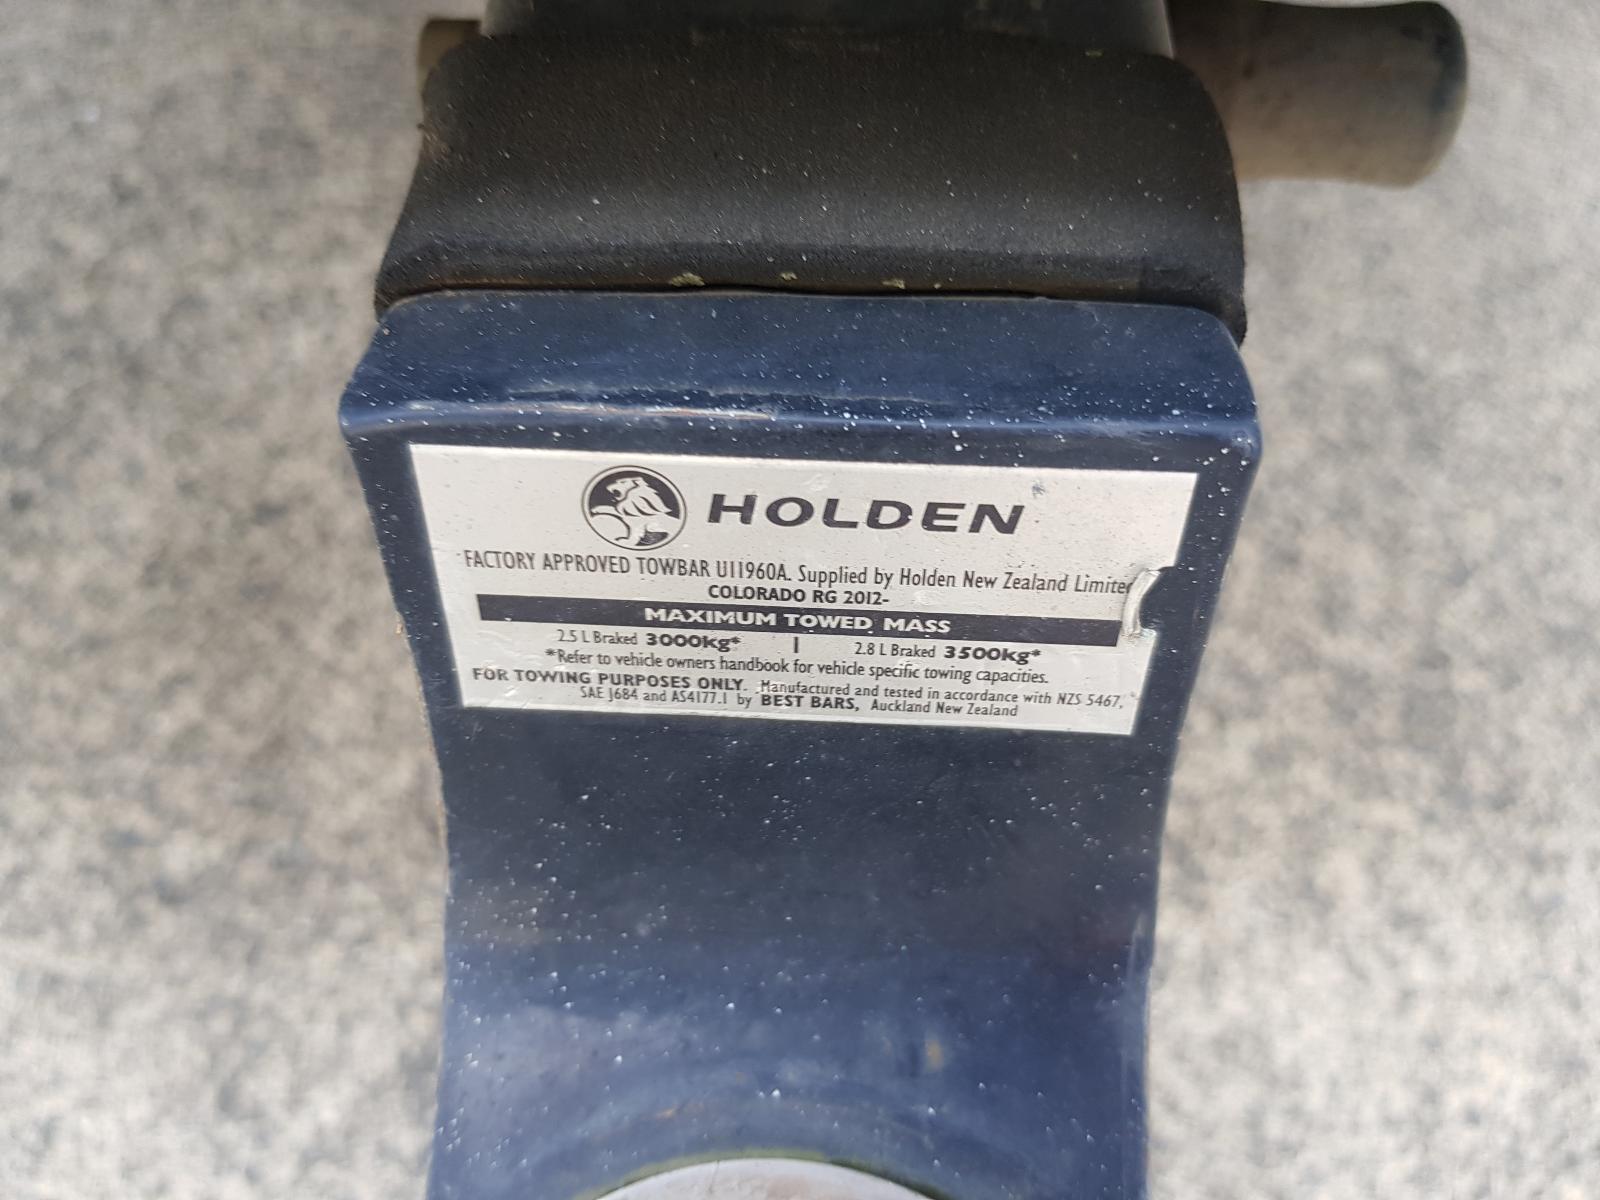 HOLDEN
FACTORY APPROVED TOWBAR U11960A. Supplied by Holden New Zealand Limited
COLORADO RG 2012-
MAXIMUM TOWED MASS
2.5 L Braked 3000kg* | 2.8 L Braked 3500kg*
*Refer to vehicle owners handbook for vehicle specific towing capacities.
FOR TOWING PURPOSES ONLY. Manufactured and tested in accordance with NZS 5467,
SAE J684 and AS4177.1 by BEST BARS, Auckland New Zealand